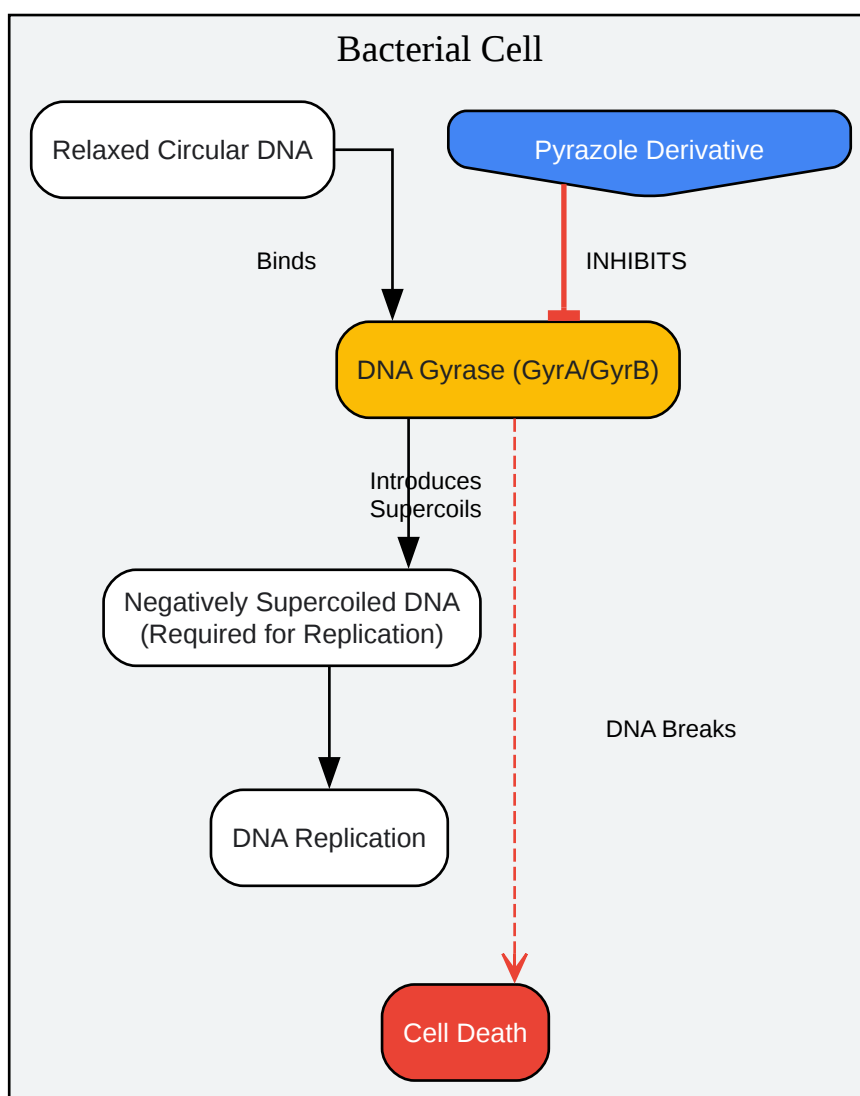 Bacterial Cell
Relaxed Circular DNA
Pyrazole Derivative
Binds
INHIBITS
DNA Gyrase (GyrA/GyrB)
Introduces
Supercoils
Negatively Supercoiled DNA
(Required for Replication)
DNA Breaks
DNA Replication
Cell Death